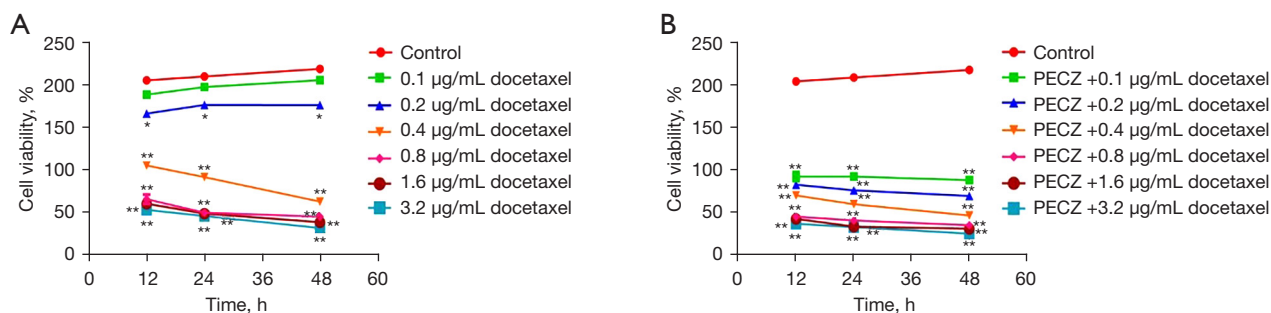 A
250
200
150
100
50
0
Cell viability, %
0 12 24 36 48 60
Time, h
* * *
** ** **
** ** **
** ** ** **
** ** **
Control
0.1 µg/mL docetaxel
0.2 ug/mL docetaxel
0.4 µg/mL docetaxel
0.8 µg/mL docetaxel
1.6 µg/mL docetaxel
3.2 µg/mL docetaxel
B
250
200
150
100
50
0
Cell viability, %
0 12 24 36 48 60
Time, h
** ** **
** ** **
** ** **
** ** ** **
** ** **
** **
Control
PECZ +0.1 µg/mL docetaxel
PECZ +0.2 µg/mL docetaxel
PECZ +0.4 µg/mL docetaxel
PECZ +0.8 µg/mL docetaxel
PECZ +1.6 µg/mL docetaxel
PECZ +3.2 µg/mL docetaxel